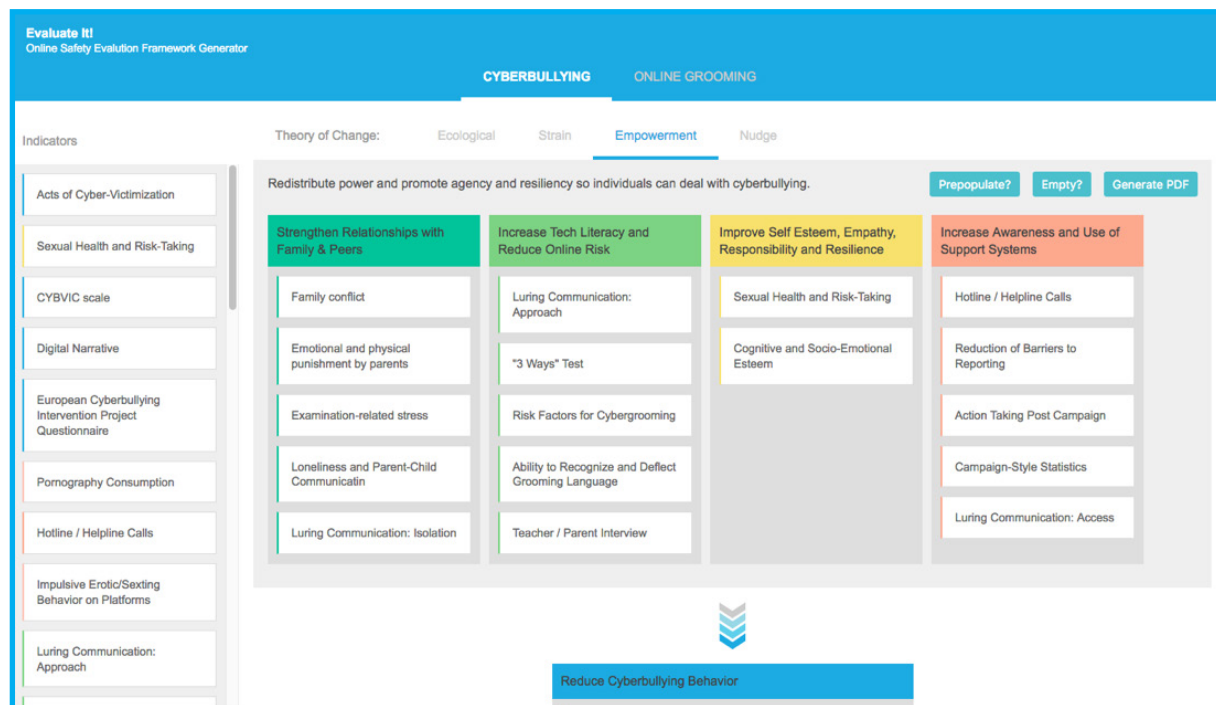 Evaluate It!
Online Safety Evalution Framework Generator
CYBERBULLYING
ONLINE GROOMING
Indicators
Acts of Cyber-Victimization
Sexual Health and Risk-Taking
CYBVIC scale
Digital Narrative
European Cyberbullying
Intervention Project
Questionnaire
Pornography Consumption
Hotline / Helpline Calls
Impulsive Erotic/Sexting
Behavior on Platforms
Luring Communication:
Approach
Theory of Change:
Ecological
Strain
Empowerment
Nudge
Redistribute power and promote agency and resiliency so individuals can deal with cyberbullying.
Prepopulate?
Empty?
Generate PDF
Strengthen Relationships with
Family & Peers
Family conflict
Emotional and physical
punishment by parents
Examination-related stress
Loneliness and Parent-Child
Communicatin
Luring Communication: Isolation
Increase Tech Literacy and
Reduce Online Risk
Luring Communication:
Approach
"3 Ways" Test
Risk Factors for Cybergrooming
Ability to Recognize and Deflect
Grooming Language
Teacher / Parent Interview
Improve Self Esteem, Empathy,
Responsibility and Resilience
Sexual Health and Risk-Taking
Cognitive and Socio-Emotional
Esteem
Increase Awareness and Use of
Support Systems
Hotline / Helpline Calls
Reduction of Barriers to
Reporting
Action Taking Post Campaign
Campaign-Style Statistics
Luring Communication: Access
Reduce Cyberbullying Behavior